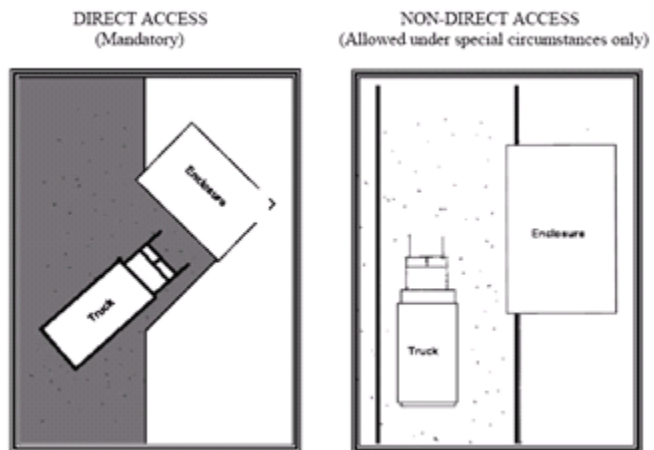 DIRECT ACCESS
(Mandatory)
NON-DIRECT ACCESS
(Allowed under special circumstances only)
Enclosure
Truck
Enclosure
Truck